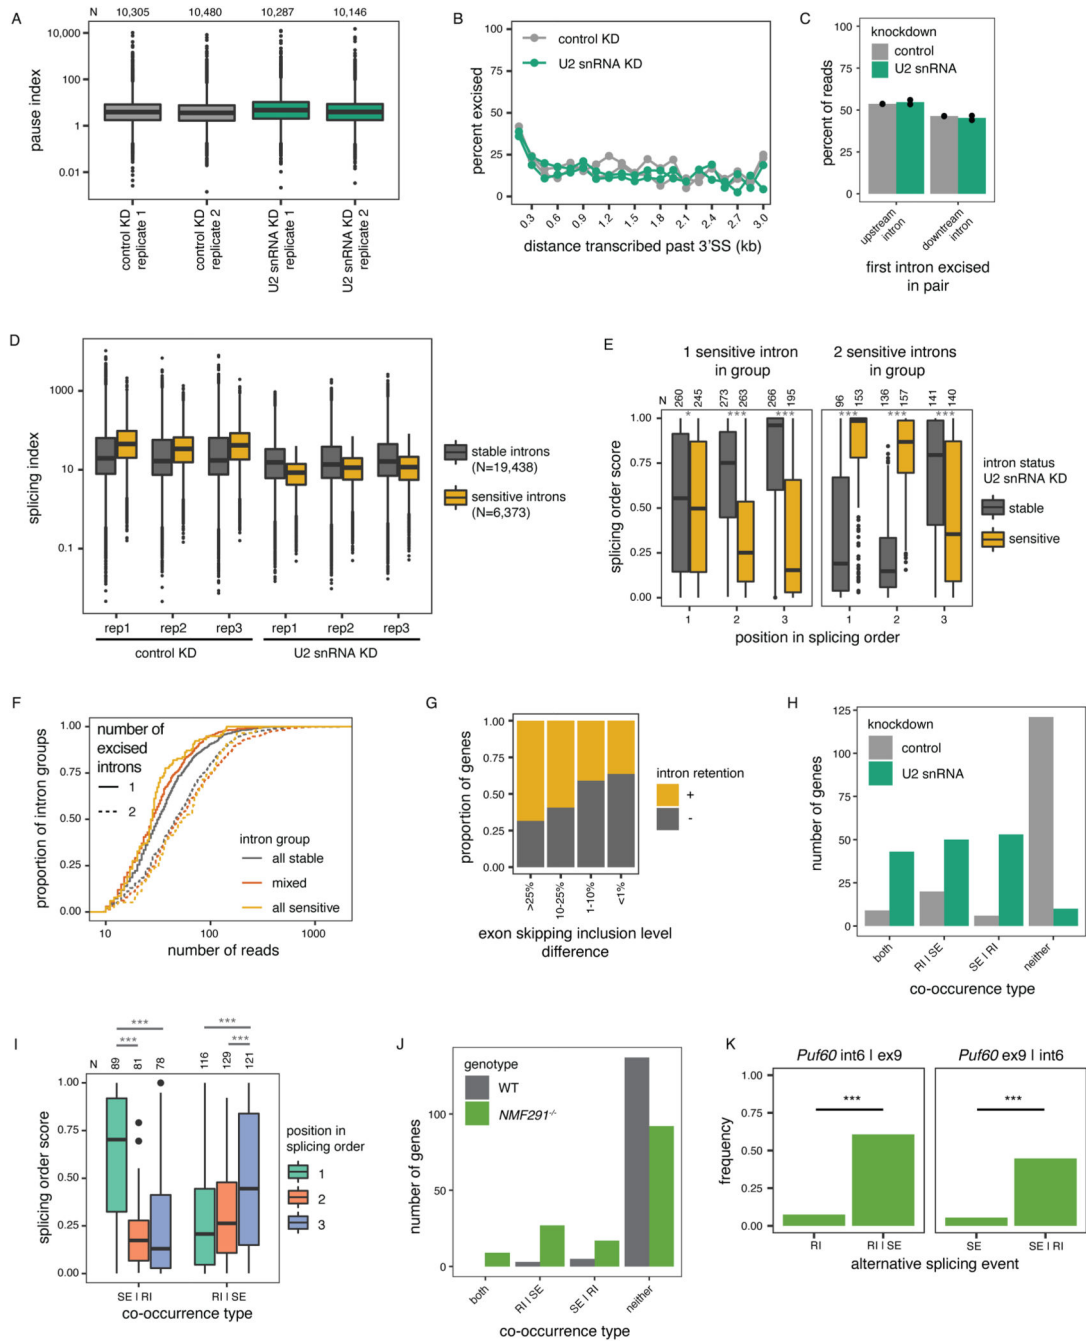 A
N 10,305 10,480 10,287 10,146
10,000
100
1
0.01
pause index
control KD
replicate 1
control KD
replicate 2
U2 snRNA KD
replicate 1
U2 snRNA KD
replicate 2
B
control KD
U2 snRNA KD
100
75
50
25
0
percent excised
0.3 0.6 0.9 1.2 1.5 1.8 2.1 2.4 2.7 3.0
distance transcribed past 3'SS (kb)
C
knockdown
control
U2 snRNA
100
75
50
25
0
percent of reads
upstream
intron
downtream
intron
first intron excised
in pair
D
1000
10
0.1
splicing index
rep1 rep2 rep3 rep1 rep2 rep3
control KD U2 snRNA KD
stable introns
(N=19,438)
sensitive introns
(N=6,373)
E
1 sensitive intron
in group
2 sensitive introns
in group
N 260 245 273 263 266 195 96 153 136 157 141 140
* *** *** *** *** ***
1.00
0.75
0.50
0.25
0.00
splicing order score
1 2 3 1 2 3
position in splicing order
intron status
U2 snRNA KD
stable
sensitive
F
number of
excised
introns
1
2
intron group
all stable
mixed
all sensitive
1.00
0.75
0.50
0.25
0.00
proportion of intron groups
10 100 1000
number of reads
G
1.00
0.75
0.50
0.25
0.00
proportion of genes
>25% 10-25% 1-10% <1%
exon skipping inclusion level
difference
intron retention
+
-
H
knockdown
control
U2 snRNA
125
100
75
50
25
0
number of genes
both RI | SE SE | RI neither
co-occurence type
I
*** ***
*** ***
N 89 81 78 116 129 121
1.00
0.75
0.50
0.25
0.00
splicing order score
SE | RI RI | SE
co-occurrence type
position in
splicing order
1
2
3
J
genotype
WT
NMF291-/-
100
50
0
number of genes
both RI | SE SE | RI neither
co-occurrence type
K
Puf60 int6 | ex9 Puf60 ex9 | int6
*** ***
1.00
0.75
0.50
0.25
0.00
frequency
RI RI | SE SE SE | RI
alternative splicing event